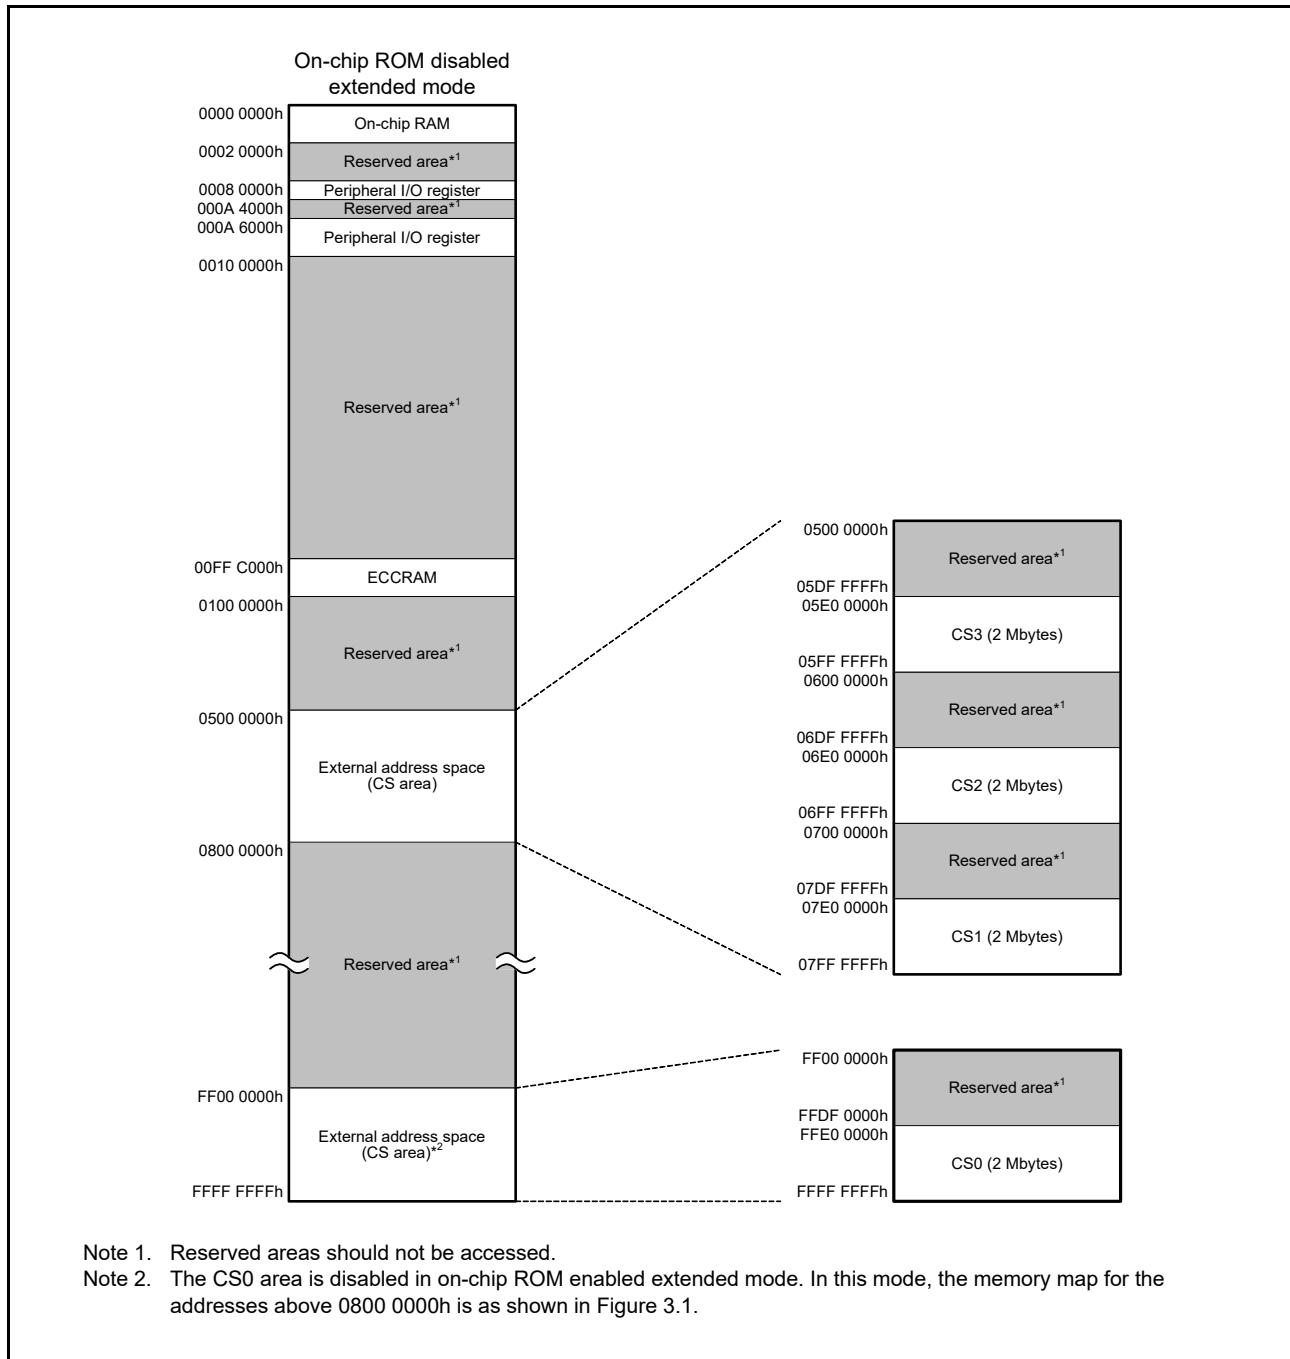 On-chip ROM disabled
extended mode
0000 0000h
On-chip RAM
0002 0000h
Reserved area*1
0008 0000h
Peripheral I/O register
000A 4000h
Reserved area*1
000A 6000h
Peripheral I/O register
0010 0000h
Reserved area*1
00FF C000h
ECCRAM
0100 0000h
Reserved area*1
0500 0000h
External address space
(CS area)
0800 0000h
Reserved area*1
FF00 0000h
External address space
(CS area)*2
FFFF FFFFh
0500 0000h
Reserved area*1
05DF FFFFh
05E0 0000h
CS3 (2 Mbytes)
05FF FFFFh
0600 0000h
Reserved area*1
06DF FFFFh
06E0 0000h
CS2 (2 Mbytes)
06FF FFFFh
0700 0000h
Reserved area*1
07DF FFFFh
07E0 0000h
CS1 (2 Mbytes)
07FF FFFFh
FF00 0000h
Reserved area*1
FFDF 0000h
FFE0 0000h
CS0 (2 Mbytes)
FFFF FFFFh
Note 1. Reserved areas should not be accessed.
Note 2. The CS0 area is disabled in on-chip ROM enabled extended mode. In this mode, the memory map for the
addresses above 0800 0000h is as shown in Figure 3.1.